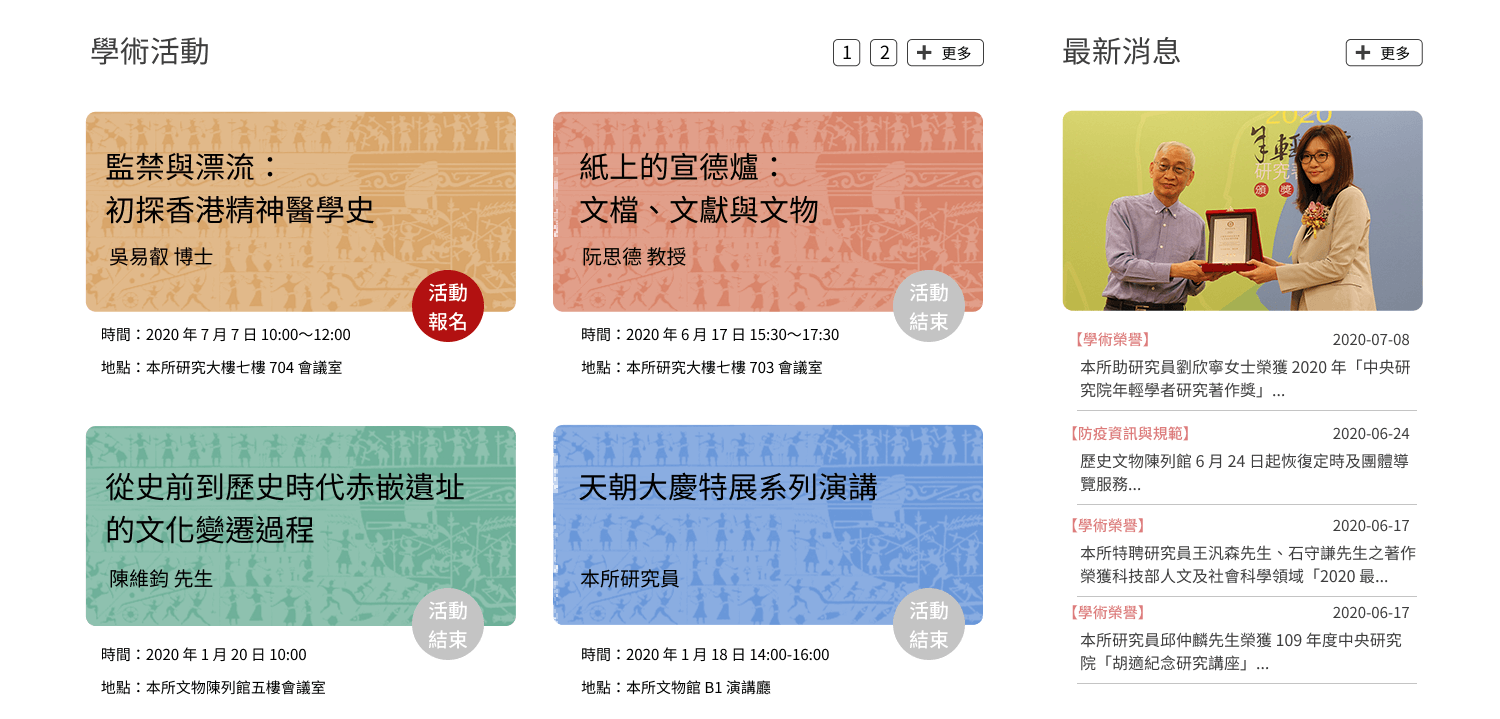 學術活動
1 2 + 更多
監禁與漂流：
初探香港精神醫學史
吳易叡 博士
活動
報名
時間：2020 年 7 月 7 日 10:00～12:00
地點：本所研究大樓七樓 704 會議室
紙上的宣德爐：
文檔、文獻與文物
阮思德 教授
活動
結束
時間：2020 年 6 月 17 日 15:30～17:30
地點：本所研究大樓七樓 703 會議室
從史前到歷史時代赤嵌遺址
的文化變遷過程
陳維鈞 先生
活動
結束
時間：2020 年 1 月 20 日 10:00
地點：本所文物陳列館五樓會議室
天朝大慶特展系列演講
本所研究員
活動
結束
時間：2020 年 1 月 18 日 14:00-16:00
地點：本所文物館 B1 演講廳
最新消息
+ 更多
2020
年輕
研究
頒 獎
【學術榮譽】 2020-07-08
本所助研究員劉欣寧女士榮獲 2020 年「中央研
究院年輕學者研究著作獎」...
【防疫資訊與規範】 2020-06-24
歷史文物陳列館 6 月 24 日起恢復定時及團體導
覽服務...
【學術榮譽】 2020-06-17
本所特聘研究員王汎森先生、石守謙先生之著作
榮獲科技部人文及社會科學領域「2020 最...
【學術榮譽】 2020-06-17
本所研究員邱仲麟先生榮獲 109 年度中央研究
院「胡適紀念研究講座」...